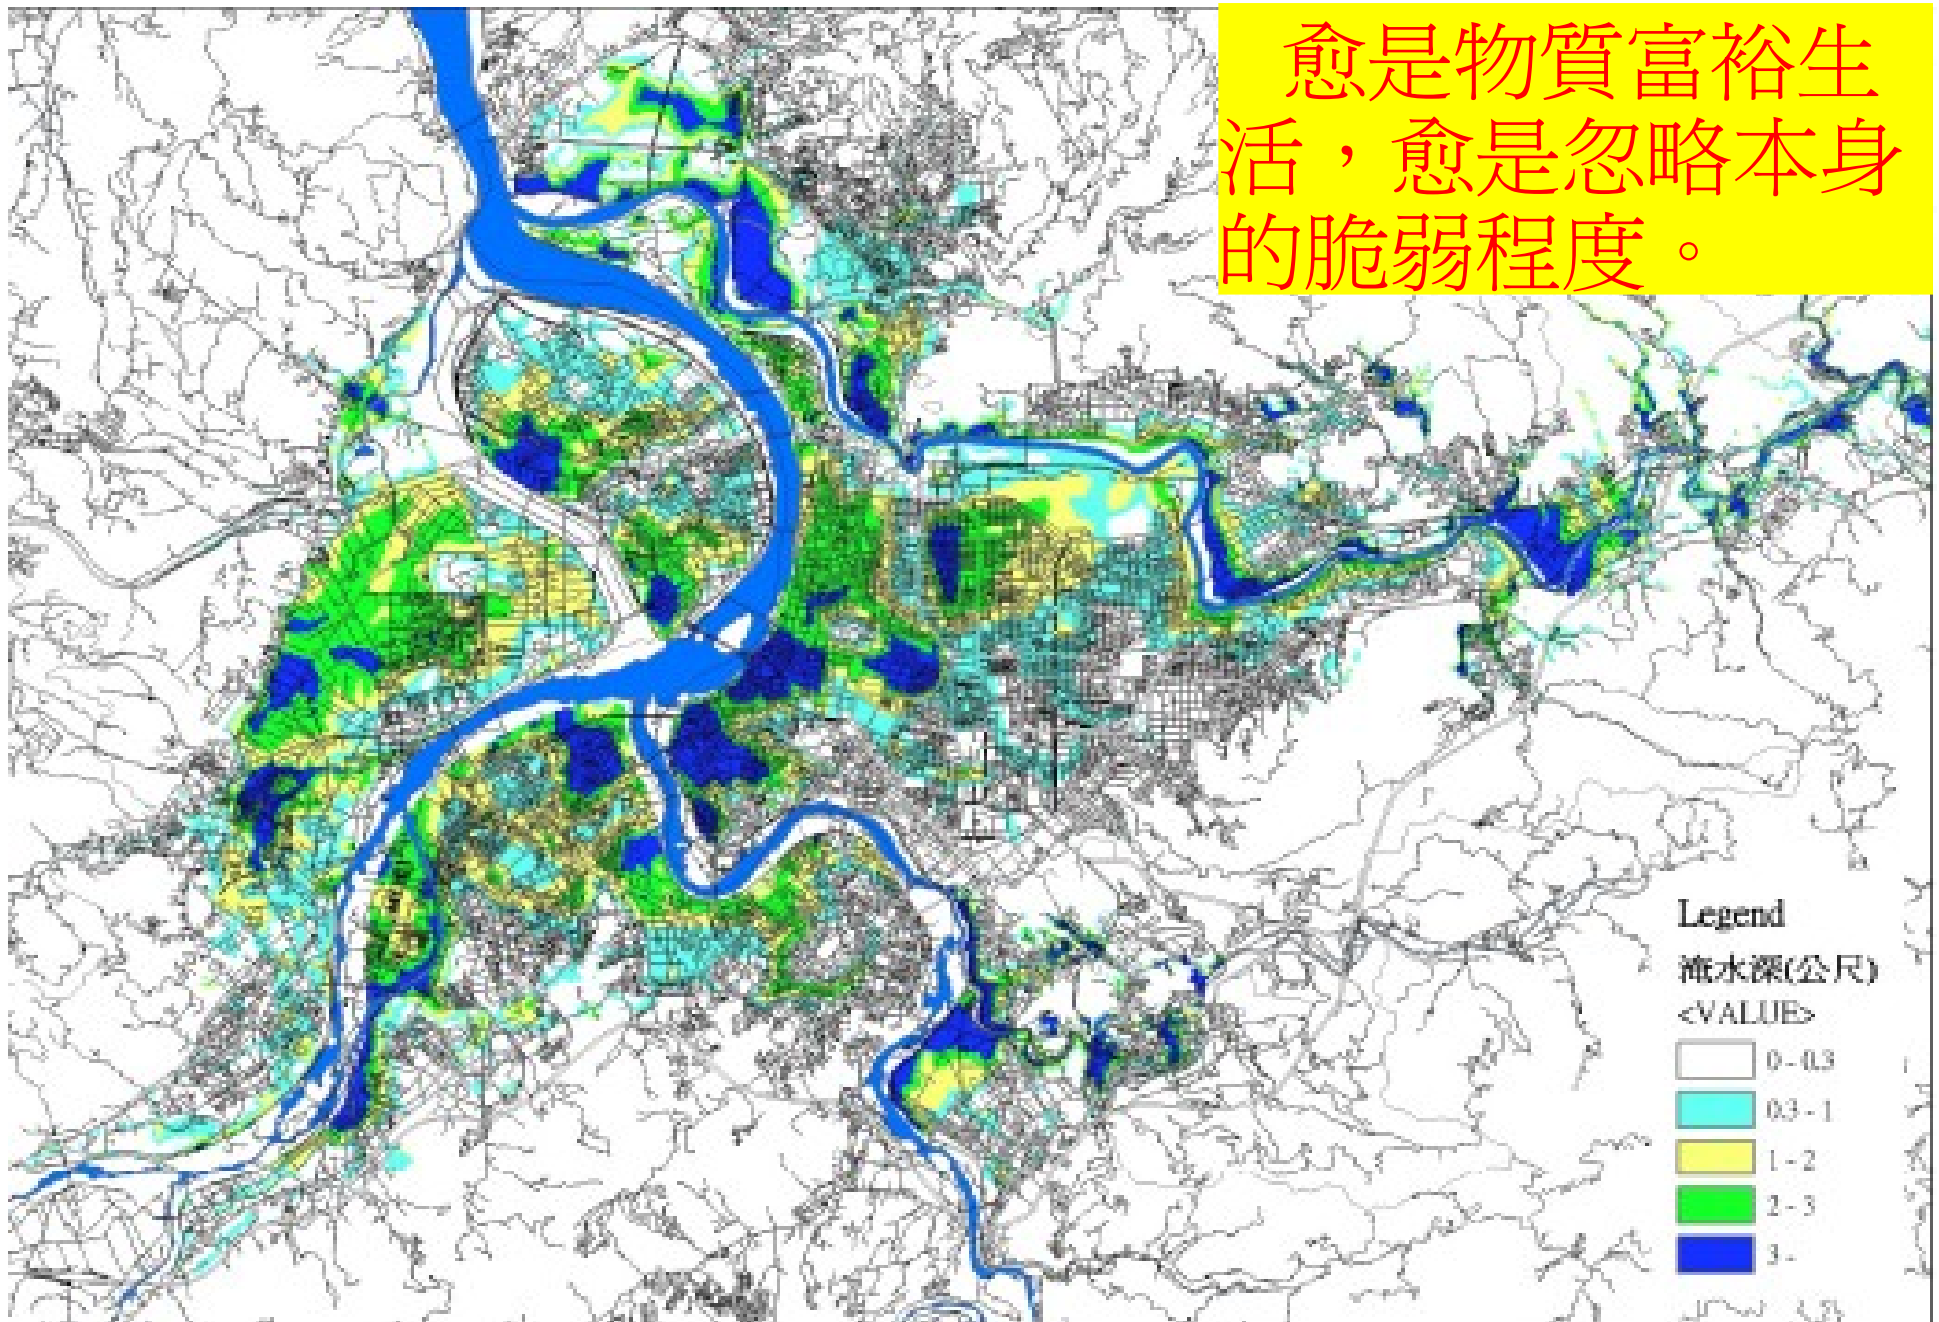 愈是物質富裕生
活，愈是忽略本身
的脆弱程度。
Legend
淹水深(公尺)
<VALUE>
0 - 0.3
0.3 - 1
1 - 2
2 - 3
3 -